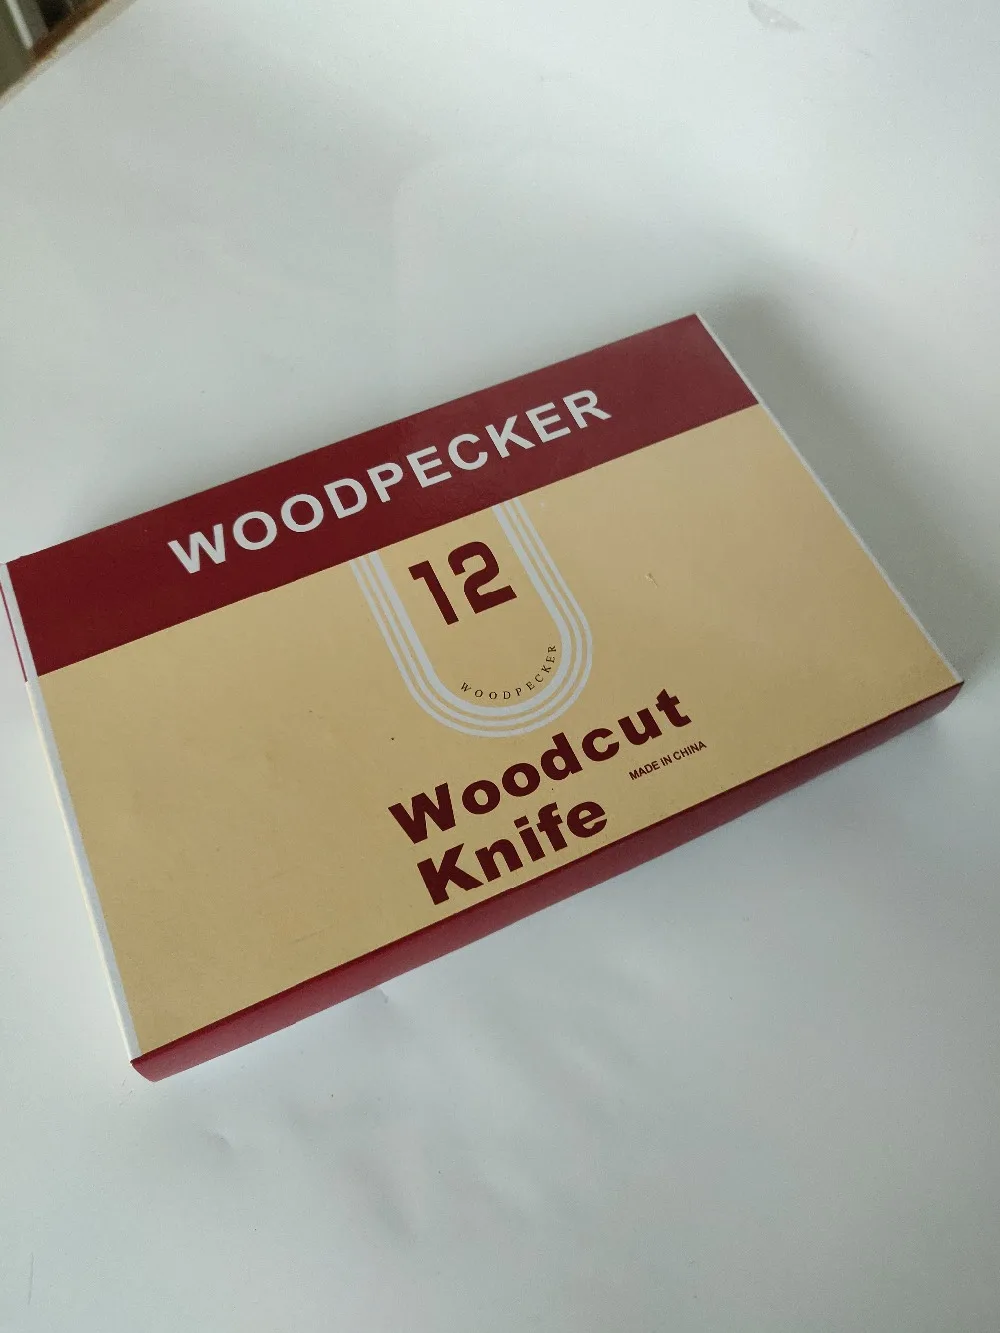 WOODPECKER
12
WOODPECKER
Woodcut
Knife
MADE IN CHINA